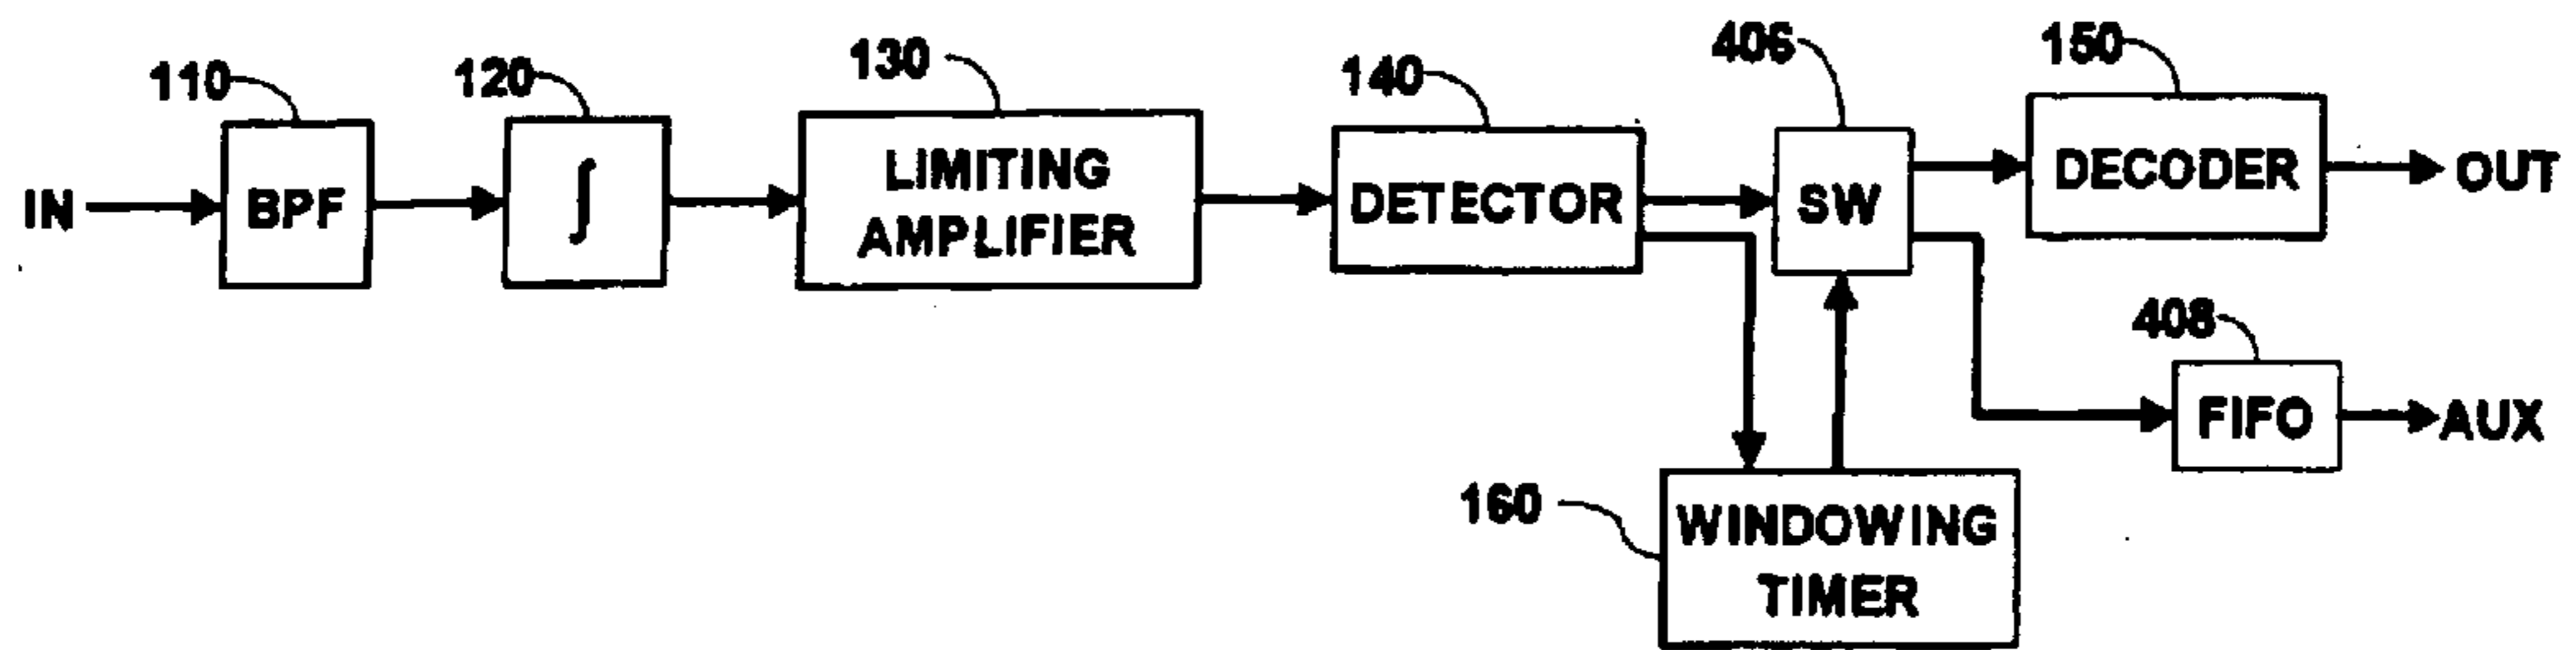 110
120
130
140
406
150
IN
BPF
∫
LIMITING
AMPLIFIER
DETECTOR
SW
DECODER
OUT
408
FIFO
AUX
160
WINDOWING
TIMER